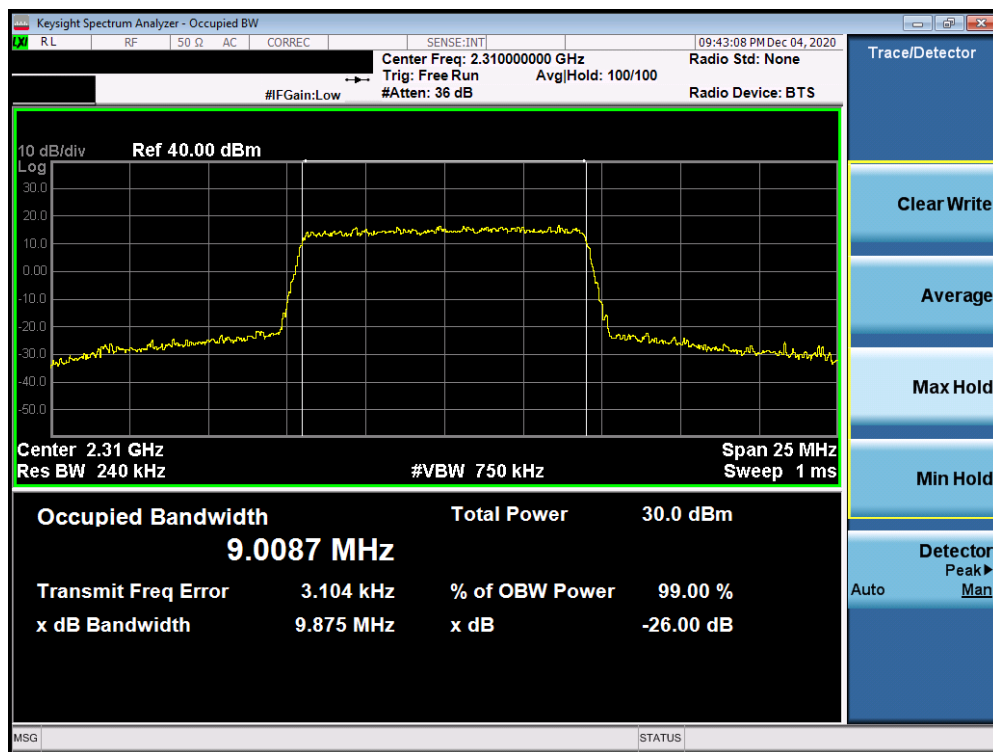 Keysight Spectrum Analyzer - Occupied BW
LXI RL RF 50 Ω AC CORREC SENSE:INT 09:43:08 PM Dec 04, 2020
Center Freq: 2.310000000 GHz Radio Std: None
Trig: Free Run Avg|Hold: 100/100
#IFGain:Low #Atten: 36 dB Radio Device: BTS
10 dB/div Ref 40.00 dBm
Log
30.0
20.0
10.0
0.00
-10.0
-20.0
-30.0
-40.0
-50.0
Center 2.31 GHz Span 25 MHz
Res BW 240 kHz #VBW 750 kHz Sweep 1 ms
Occupied Bandwidth Total Power 30.0 dBm
9.0087 MHz
Transmit Freq Error 3.104 kHz % of OBW Power 99.00 %
x dB Bandwidth 9.875 MHz x dB -26.00 dB
Trace/Detector
Clear Write
Average
Max Hold
Min Hold
Detector
Peak▶
Auto Man
MSG STATUS